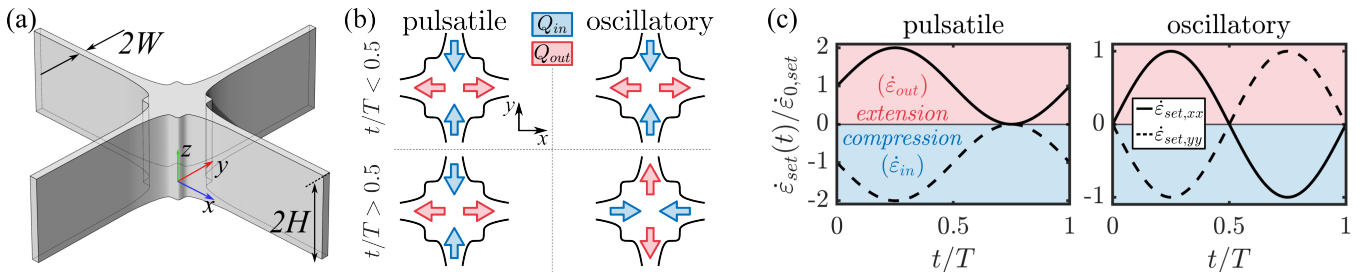 (a)
2W
z
y
x
2H
(b)
pulsatile
oscillatory
Q_in
Q_out
t/T < 0.5
t/T > 0.5
y
x
(c)
pulsatile
oscillatory
ε̇_set(t)/ε̇_0,set
2
1
0
-1
-2
(ε̇_out)
extension
compression
(ε̇_in)
0
0.5
1
t/T
1
0
-1
ε̇_set,xx
ε̇_set,yy
0
0.5
1
t/T